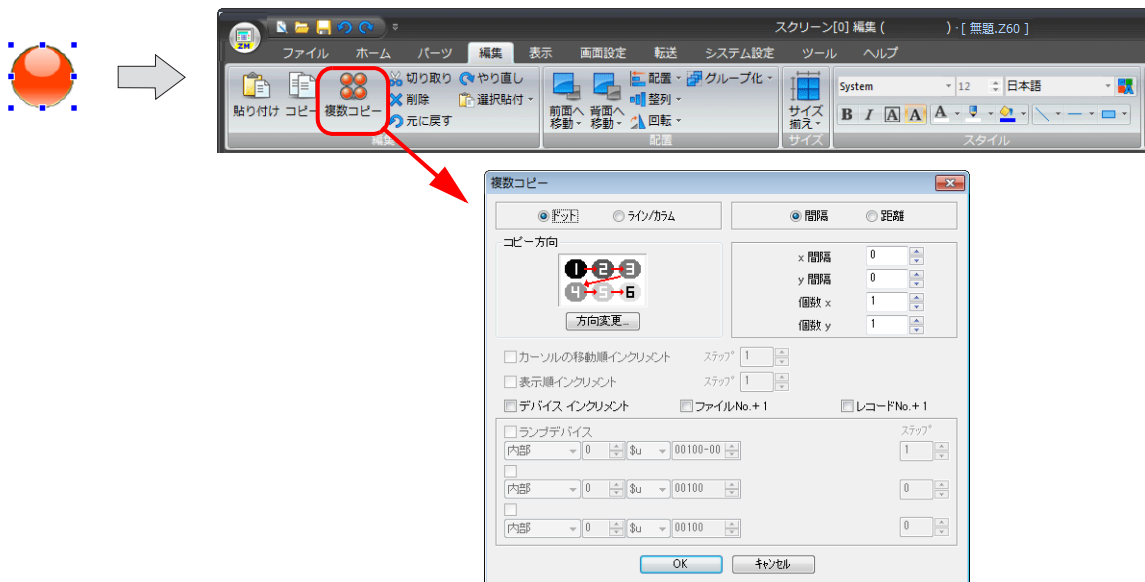 スクリーン[0] 編集 (　　　　) - [ 無題.Z60 ]
ZM
ファイル ホーム パーツ 編集 表示 画面設定 転送 システム設定 ツール ヘルプ
貼り付け コピー 複数コピー
切り取り やり直し
削除 選択貼付
元に戻す
編集
前面へ移動 背面へ移動
配置 グループ化
整列
回転
配置
サイズ揃え
サイズ
System 12 日本語
B I A A A
スタイル
複数コピー
ドット ライン/カラム 間隔 距離
コピー方向
1 2 3
4 5 6
方向変更...
x 間隔 0
y 間隔 0
個数 x 1
個数 y 1
カーソルの移動順インクリメント ステップ 1
表示順インクリメント ステップ 1
デバイス インクリメント ファイルNo.+1 レコードNo.+1
ランプデバイス ステップ
内部 0 $u 00100-00 1
内部 0 $u 00100 0
内部 0 $u 00100 0
OK キャンセル